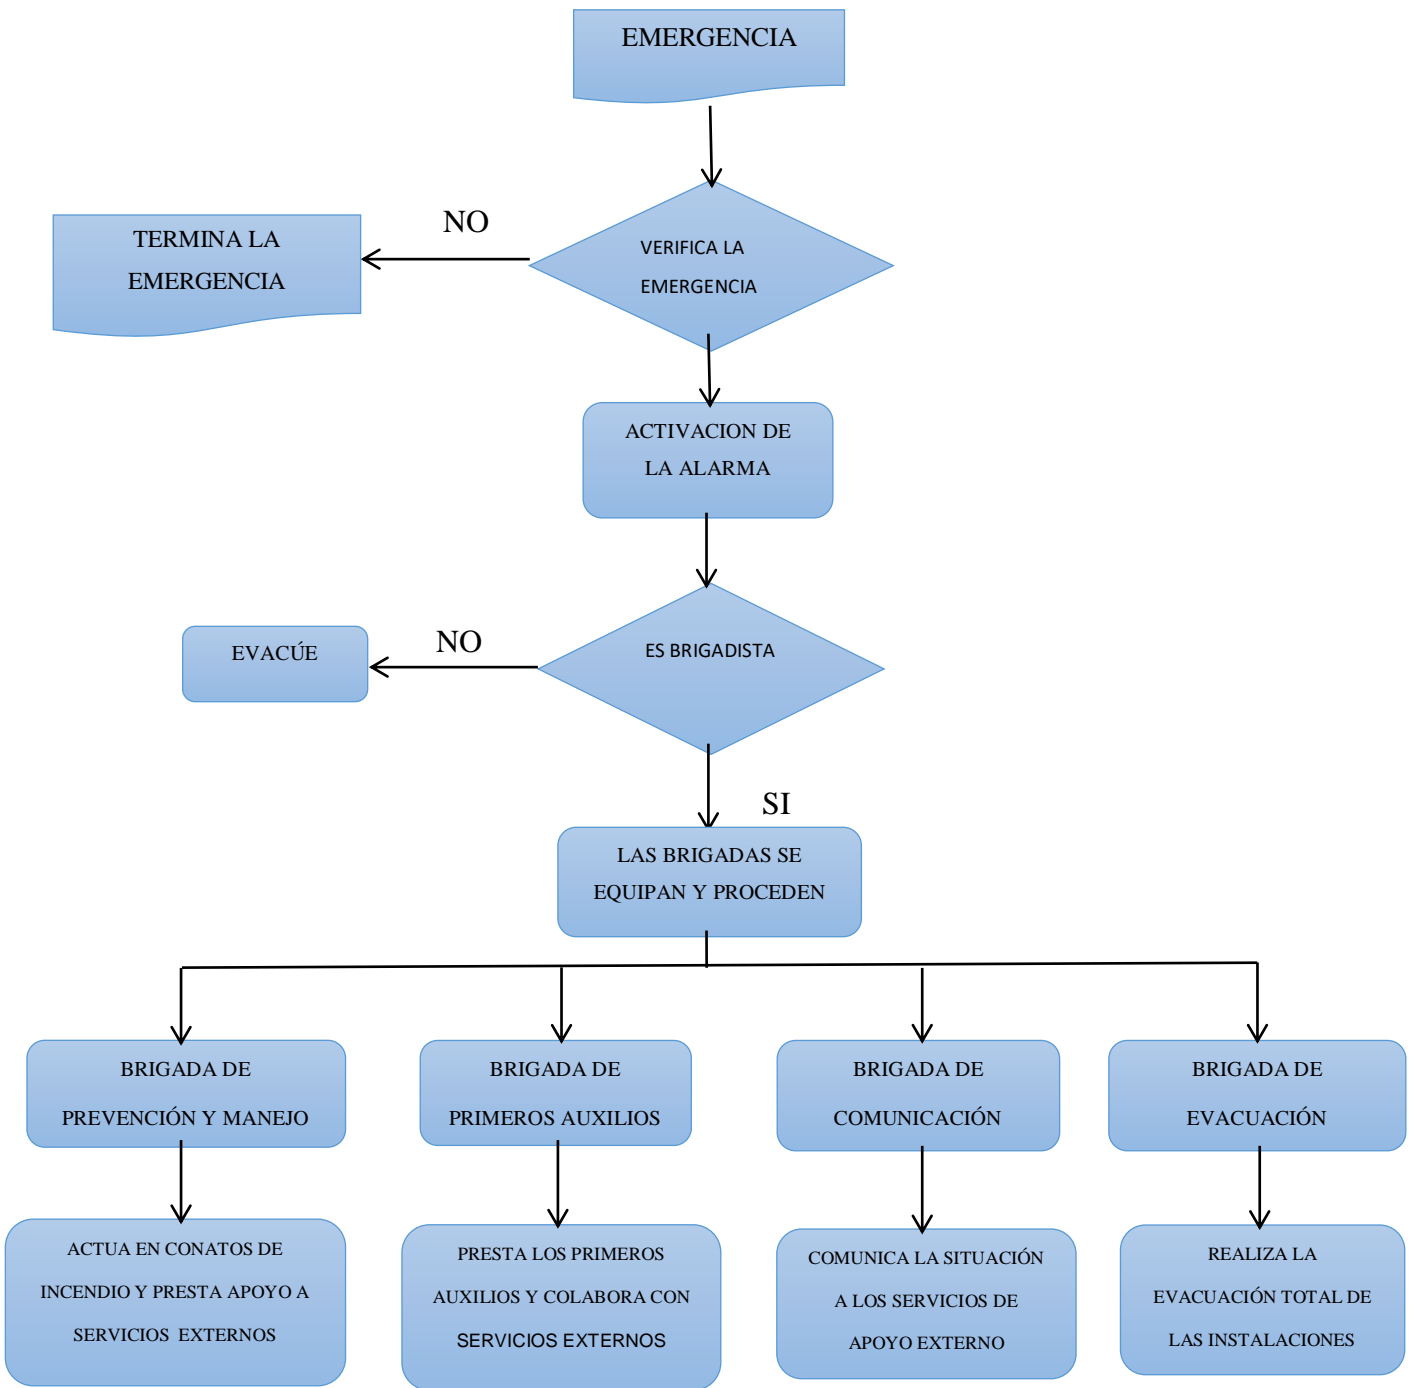 EMERGENCIA
NO
TERMINA LA
EMERGENCIA
VERIFICA LA
EMERGENCIA
ACTIVACION DE
LA ALARMA
NO
EVACÚE
ES BRIGADISTA
SI
LAS BRIGADAS SE
EQUIPAN Y PROCEDEN
BRIGADA DE
PREVENCIÓN Y MANEJO
BRIGADA DE
PRIMEROS AUXILIOS
BRIGADA DE
COMUNICACIÓN
BRIGADA DE
EVACUACIÓN
ACTUA EN CONATOS DE
INCENDIO Y PRESTA APOYO A
SERVICIOS EXTERNOS
PRESTA LOS PRIMEROS
AUXILIOS Y COLABORA CON
SERVICIOS EXTERNOS
COMUNICA LA SITUACIÓN
A LOS SERVICIOS DE
APOYO EXTERNO
REALIZA LA
EVACUACIÓN TOTAL DE
LAS INSTALACIONES